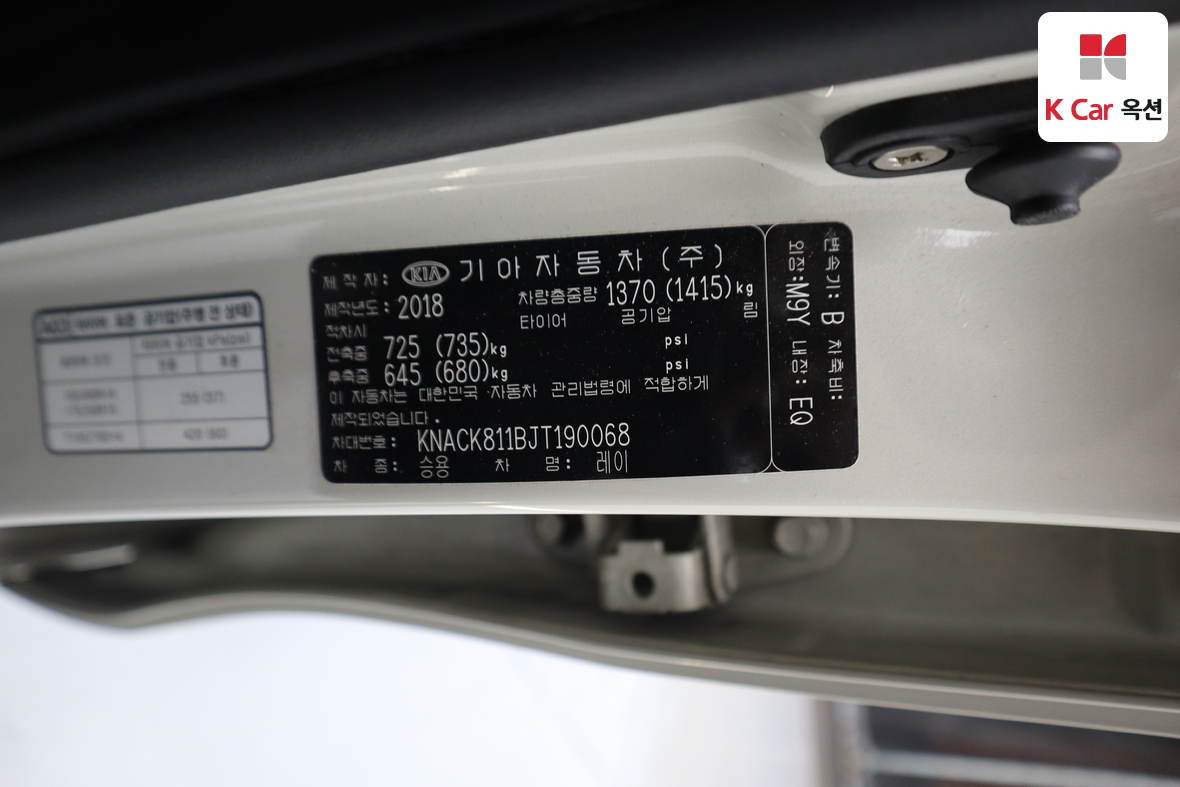 K Car 옥션
제 작 자: KIA 기 아 자 동 차 (주)
제작년도: 2018 차량총중량 1370 (1415)kg
적차시 타이어 공기압 림
전축중 725 (735)kg psi
후축중 645 (680)kg psi
이 자동차는 대한민국 자동차 관리법령에 적합하게
제작되었습니다.
차대번호: KNACK811BJT190068
차 종: 승용 차 명: 레이
변속기: B 차축비:
외장:M9Y 내장: EQ